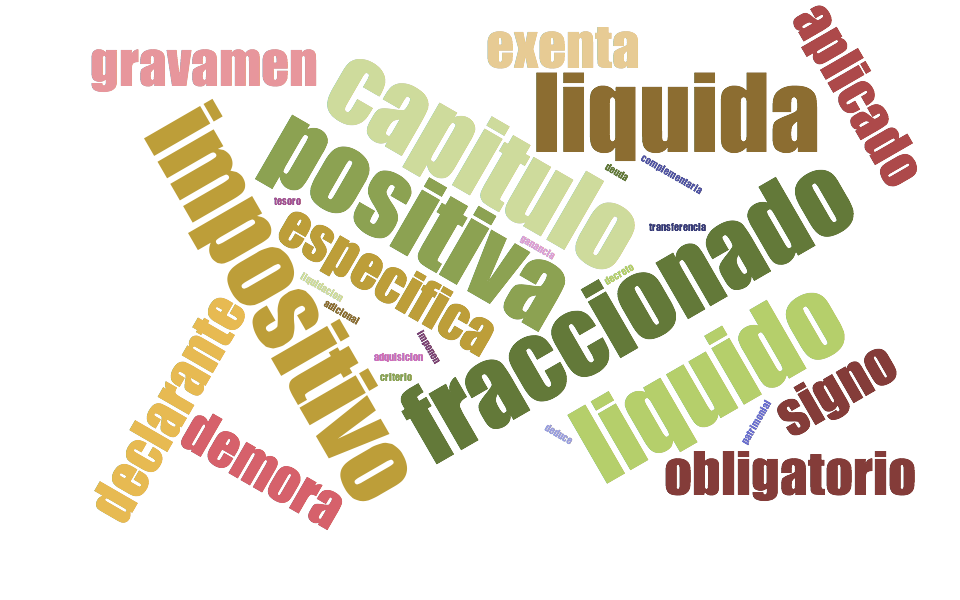 gravamen
exenta
aplicado
capitulo
liquida
impositivo
positiva
deuda
complementaria
tesoro
especifica
ganancia
transferencia
fraccionado
decreto
liquidacion
adicional
imponen
adquisicion
criterio
declarante
demora
liquido
signo
deduce
patrimonial
obligatorio